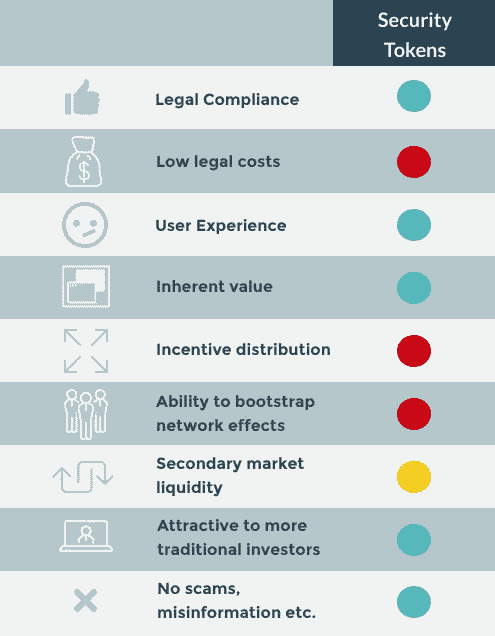 Security
Tokens
Legal Compliance
$
Low legal costs
User Experience
Inherent value
Incentive distribution
Ability to bootstrap
network effects
Secondary market
liquidity
Attractive to more
traditional investors
No scams,
misinformation etc.